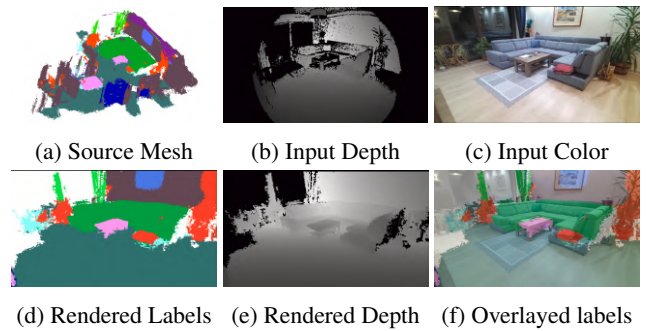 (a) Source Mesh
(b) Input Depth
(c) Input Color
(d) Rendered Labels
(e) Rendered Depth
(f) Overlayed labels